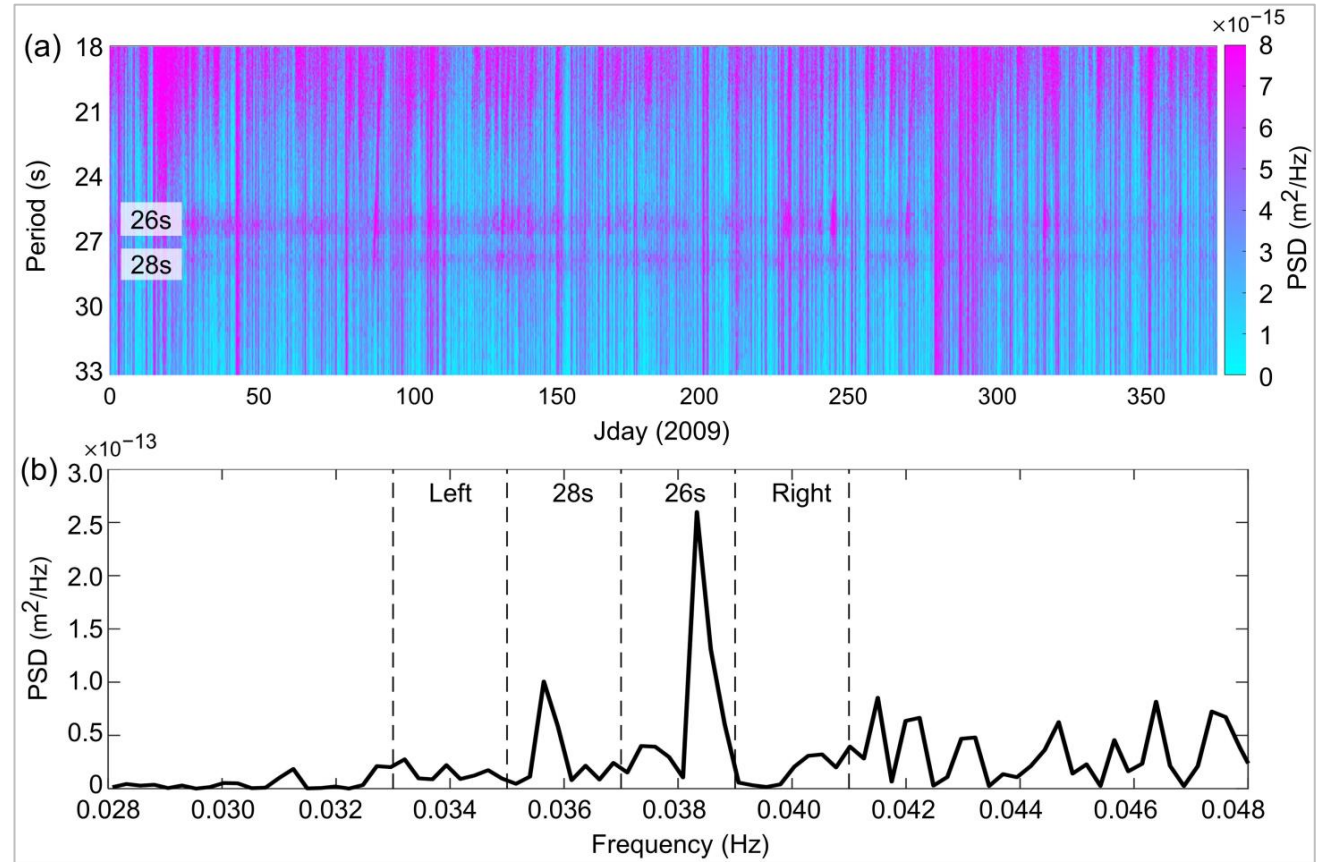 (a)
×10⁻¹⁵
18
21
24
27
30
33
Period (s)
26s
28s
0 50 100 150 200 250 300 350
Jday (2009)
8
7
6
5
4
3
2
1
0
PSD (m²/Hz)
(b)
×10⁻¹³
3.0
2.5
2.0
1.5
1.0
0.5
0
PSD (m²/Hz)
Left 28s 26s Right
0.028 0.030 0.032 0.034 0.036 0.038 0.040 0.042 0.044 0.046 0.048
Frequency (Hz)